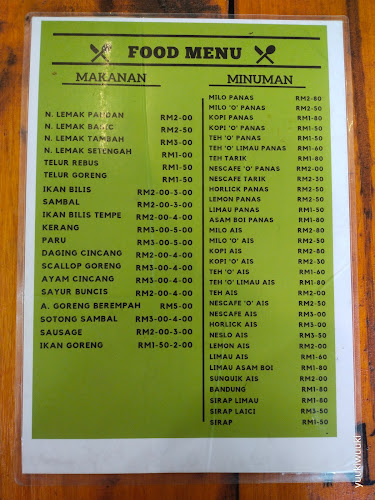 FOOD MENU
MAKANAN
N. LEMAK PANDAN RM2-00
N. LEMAK BASIC RM2-50
N. LEMAK TAMBAH RM3-00
N. LEMAK SETENGAH RM1-00
TELUR REBUS RM1-50
TELUR GORENG RM1-50
IKAN BILIS RM2-00-3-00
SAMBAL RM2-00-3-00
IKAN BILIS TEMPE RM2-00-4-00
KERANG RM3-00-5-00
PARU RM3-00-5-00
DAGING CINCANG RM2-00-4-00
SCALLOP GORENG RM3-00-4-00
AYAM CINCANG RM3-00-4-00
SAYUR BUNCIS RM2-00-4-00
A. GORENG BEREMPAH RM5-00
SOTONG SAMBAL RM3-00-4-00
SAUSAGE RM2-00-3-00
IKAN GORENG RM1-50-2-00
MINUMAN
MILO PANAS RM2-80
MILO 'O' PANAS RM2-50
KOPI PANAS RM1-80
KOPI 'O' PANAS RM1-50
TEH 'O' PANAS RM1-50
TEH 'O' LIMAU PANAS RM1-60
TEH TARIK RM1-80
NESCAFE 'O' PANAS RM2-00
NESCAFE TARIK RM2-30
HORLICK PANAS RM2-50
LEMON PANAS RM2-50
LIMAU PANAS RM1-50
ASAM BOI PANAS RM1-80
MILO AIS RM2-80
MILO 'O' AIS RM2-50
KOPI AIS RM2-80
KOPI 'O' AIS RM2-30
TEH 'O' AIS RM1-60
TEH 'O' LIMAU AIS RM1-80
TEH AIS RM2-00
NESCAFE 'O' AIS RM2-50
NESCAFE AIS RM3-00
HORLICK AIS RM3-00
NESLO AIS RM3-50
LEMON AIS RM2-00
LIMAU AIS RM1-60
LIMAU ASAM BOI RM1-80
SUNQUIK AIS RM2-00
BANDUNG RM1-80
SIRAP LIMAU RM1-80
SIRAP LAICI RM3-50
SIRAP RM1-50
yuukwuuki